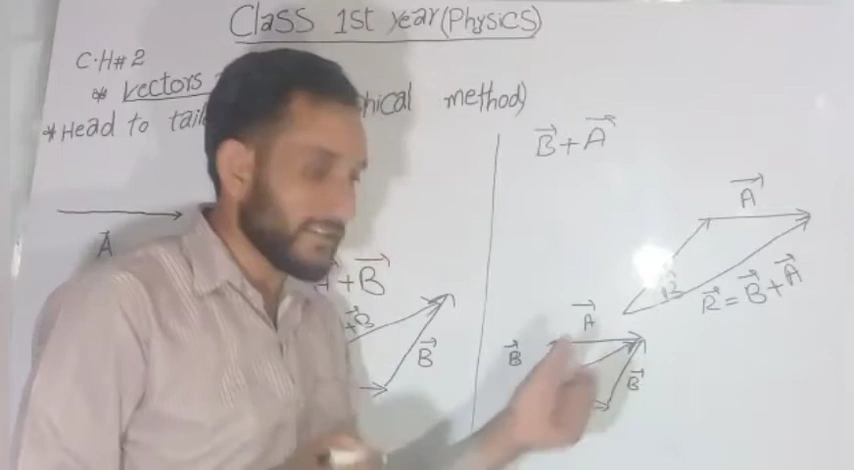 Class 1st year(Physics)
C.H#2
* Vectors
*Head to tail hical method)
B⃗+A⃗
A⃗
A⃗
+B⃗
B⃗
B⃗
R⃗=B⃗+A⃗
A⃗
B⃗
B⃗
B⃗